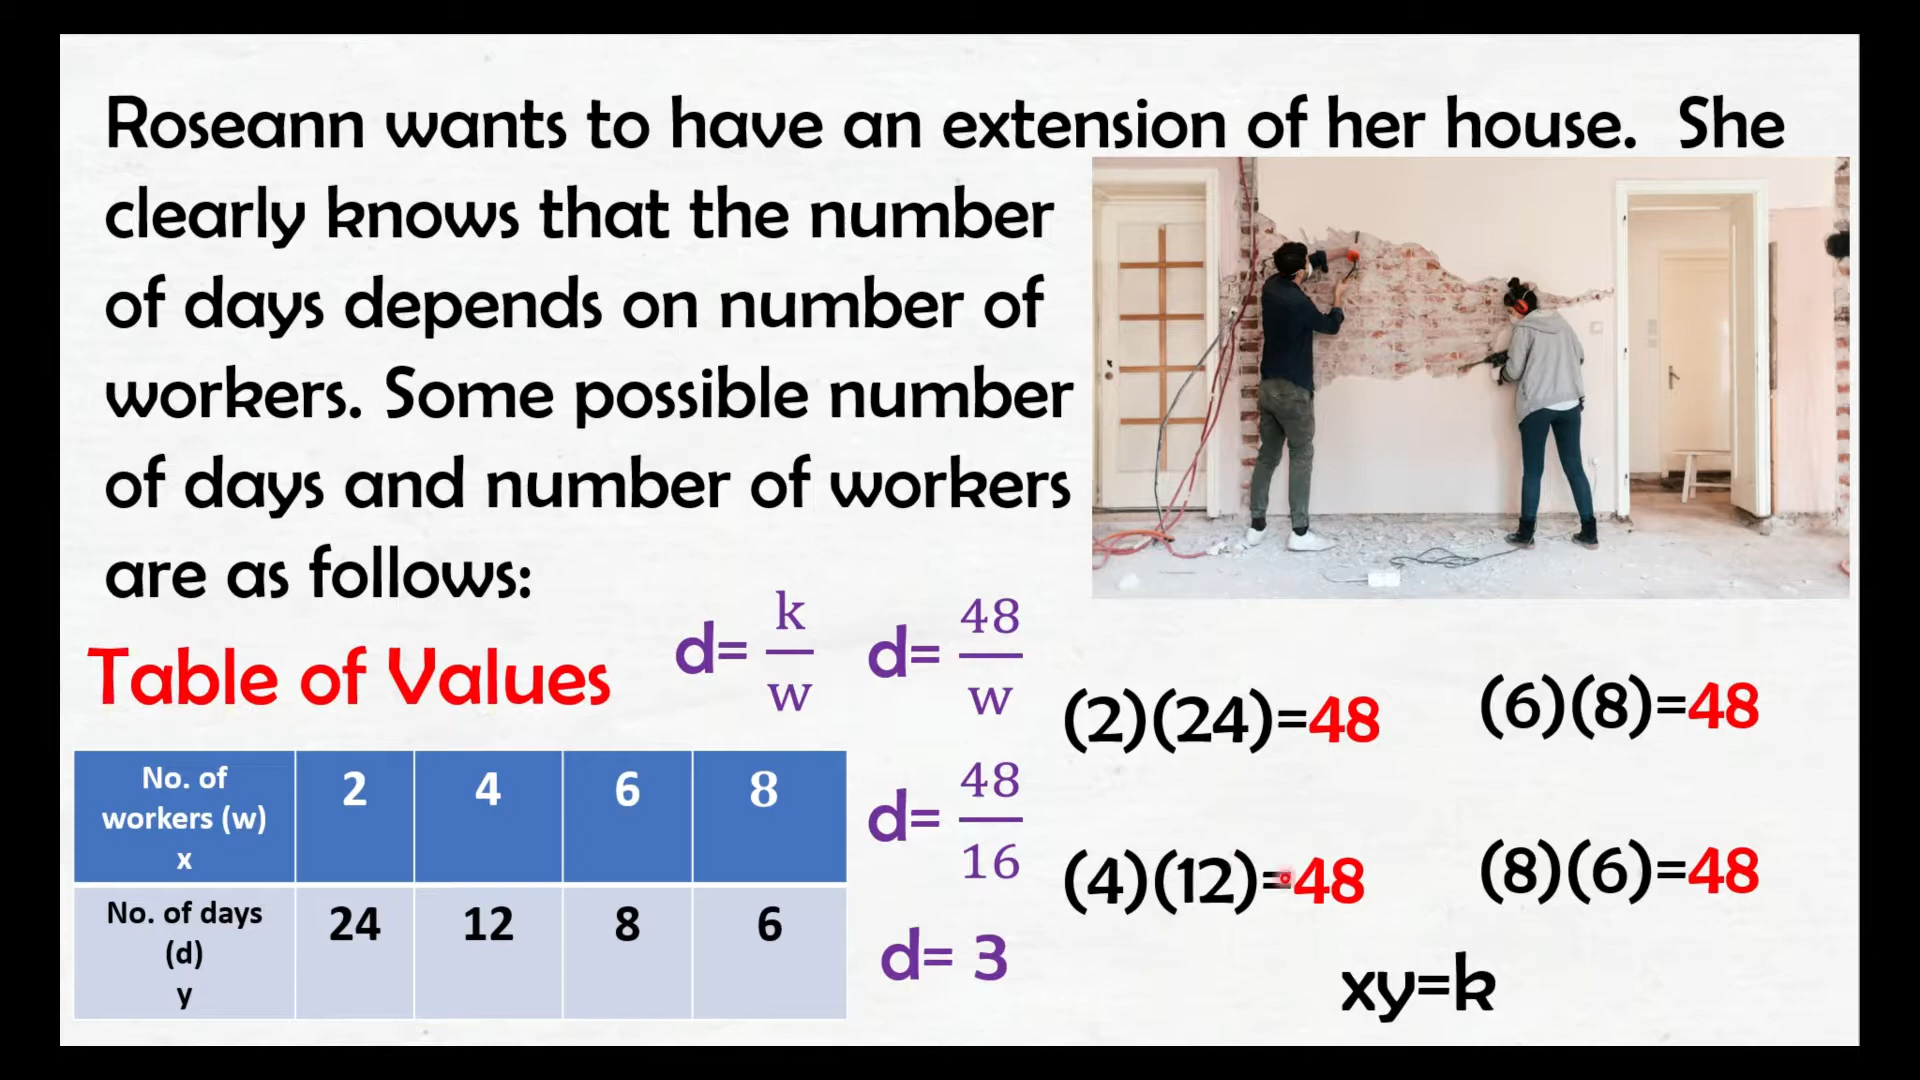 Roseann wants to have an extension of her house. She
clearly knows that the number
of days depends on number of
workers. Some possible number
of days and number of workers
are as follows:
Table of Values
d= k/w
d= 48/w
d= 48/16
d= 3
No. of workers (w) x 2 4 6 8
No. of days (d) y 24 12 8 6
(2)(24)=48
(6)(8)=48
(4)(12)=48
(8)(6)=48
xy=k